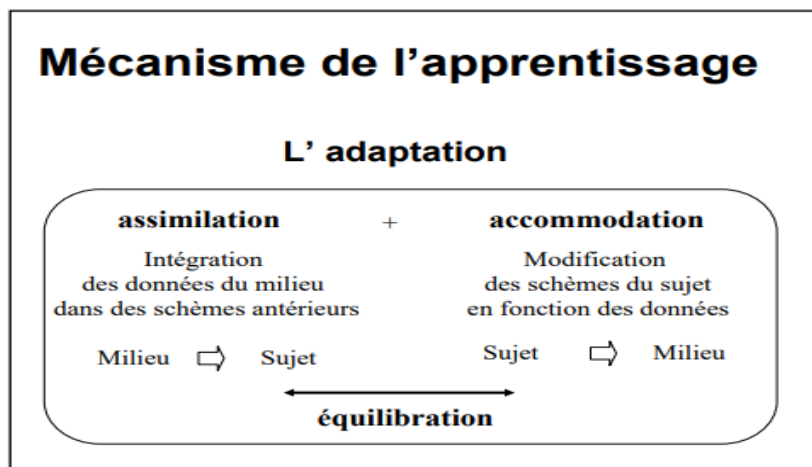 Mécanisme de l'apprentissage
L' adaptation
assimilation + accommodation
Intégration
des données du milieu
dans des schèmes antérieurs
Modification
des schèmes du sujet
en fonction des données
Milieu ⇨ Sujet
Sujet ⇨ Milieu
équilibration